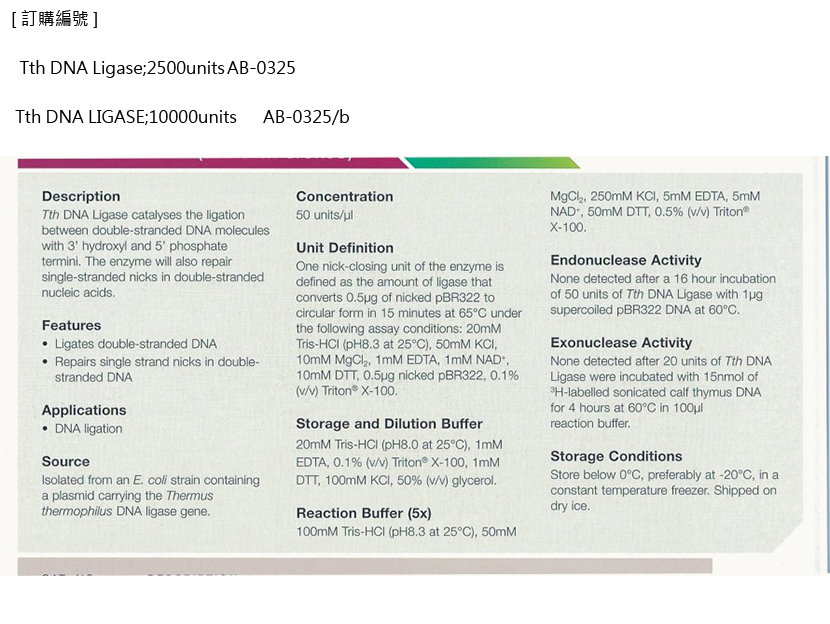 [ 訂購編號 ]
Tth DNA Ligase;2500units AB-0325
Tth DNA LIGASE;10000units AB-0325/b
Description
Tth DNA Ligase catalyses the ligation
between double-stranded DNA molecules
with 3’ hydroxyl and 5’ phosphate
termini. The enzyme will also repair
single-stranded nicks in double-stranded
nucleic acids.
Features
• Ligates double-stranded DNA
• Repairs single strand nicks in double-
stranded DNA
Applications
• DNA ligation
Source
Isolated from an E. coli strain containing
a plasmid carrying the Thermus
thermophilus DNA ligase gene.
Concentration
50 units/µl
Unit Definition
One nick-closing unit of the enzyme is
defined as the amount of ligase that
converts 0.5µg of nicked pBR322 to
circular form in 15 minutes at 65°C under
the following assay conditions: 20mM
Tris-HCl (pH8.3 at 25°C), 50mM KCl,
10mM MgCl₂, 1mM EDTA, 1mM NAD⁺,
10mM DTT, 0.5µg nicked pBR322, 0.1%
(v/v) Triton® X-100.
Storage and Dilution Buffer
20mM Tris-HCl (pH8.0 at 25°C), 1mM
EDTA, 0.1% (v/v) Triton® X-100, 1mM
DTT, 100mM KCl, 50% (v/v) glycerol.
Reaction Buffer (5x)
100mM Tris-HCl (pH8.3 at 25°C), 50mM
MgCl₂, 250mM KCl, 5mM EDTA, 5mM
NAD⁺, 50mM DTT, 0.5% (v/v) Triton®
X-100.
Endonuclease Activity
None detected after a 16 hour incubation
of 50 units of Tth DNA Ligase with 1µg
supercoiled pBR322 DNA at 60°C.
Exonuclease Activity
None detected after 20 units of Tth DNA
Ligase were incubated with 15nmol of
³H-labelled sonicated calf thymus DNA
for 4 hours at 60°C in 100µl
reaction buffer.
Storage Conditions
Store below 0°C, preferably at -20°C, in a
constant temperature freezer. Shipped on
dry ice.